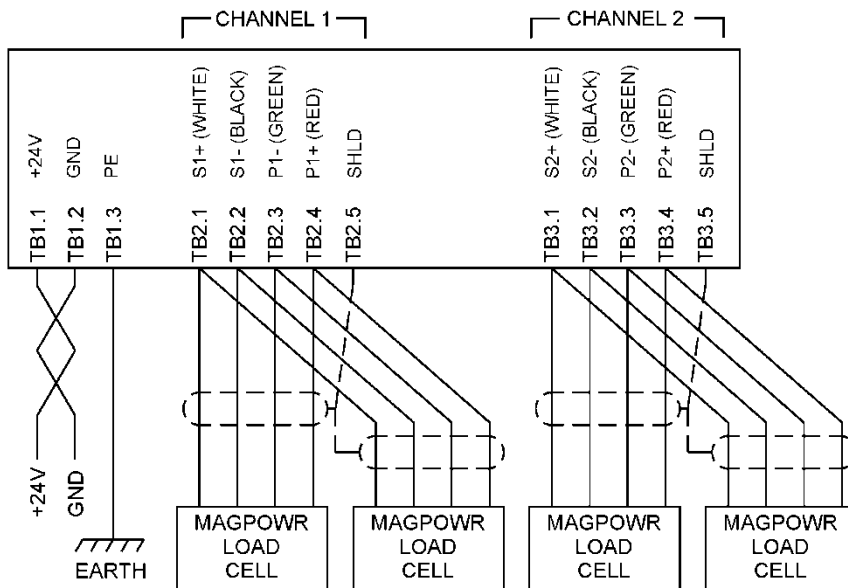 CHANNEL 1
CHANNEL 2
+24V
GND
PE
S1+ (WHITE)
S1- (BLACK)
P1- (GREEN)
P1+ (RED)
SHLD
S2+ (WHITE)
S2- (BLACK)
P2- (GREEN)
P2+ (RED)
SHLD
TB1.1
TB1.2
TB1.3
TB2.1
TB2.2
TB2.3
TB2.4
TB2.5
TB3.1
TB3.2
TB3.3
TB3.4
TB3.5
+24V
GND
EARTH
MAGPOWR
LOAD
CELL
MAGPOWR
LOAD
CELL
MAGPOWR
LOAD
CELL
MAGPOWR
LOAD
CELL